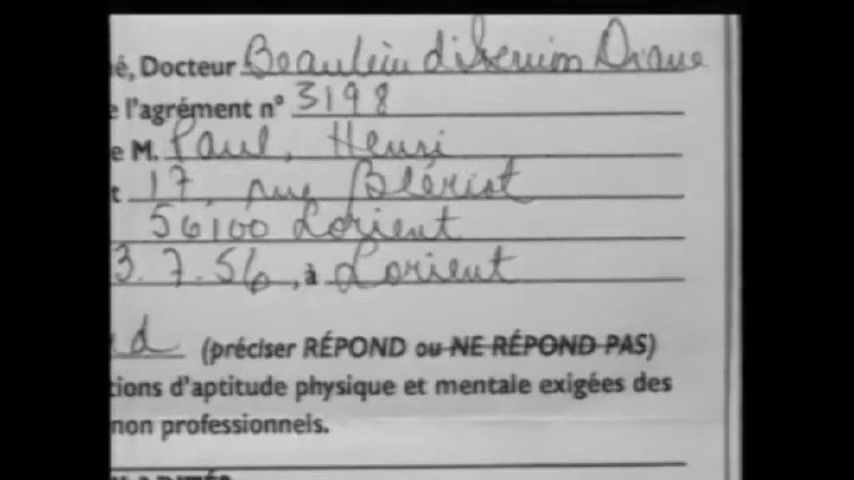 é, Docteur Beaulieu Diane
e l'agrément n° 3198
e M. Paul, Henri
t 17, rue Blériot
56100 Lorient
3.7.56, à Lorient
d (préciser RÉPOND ou NE RÉPOND PAS)
tions d'aptitude physique et mentale exigées des
non professionnels.